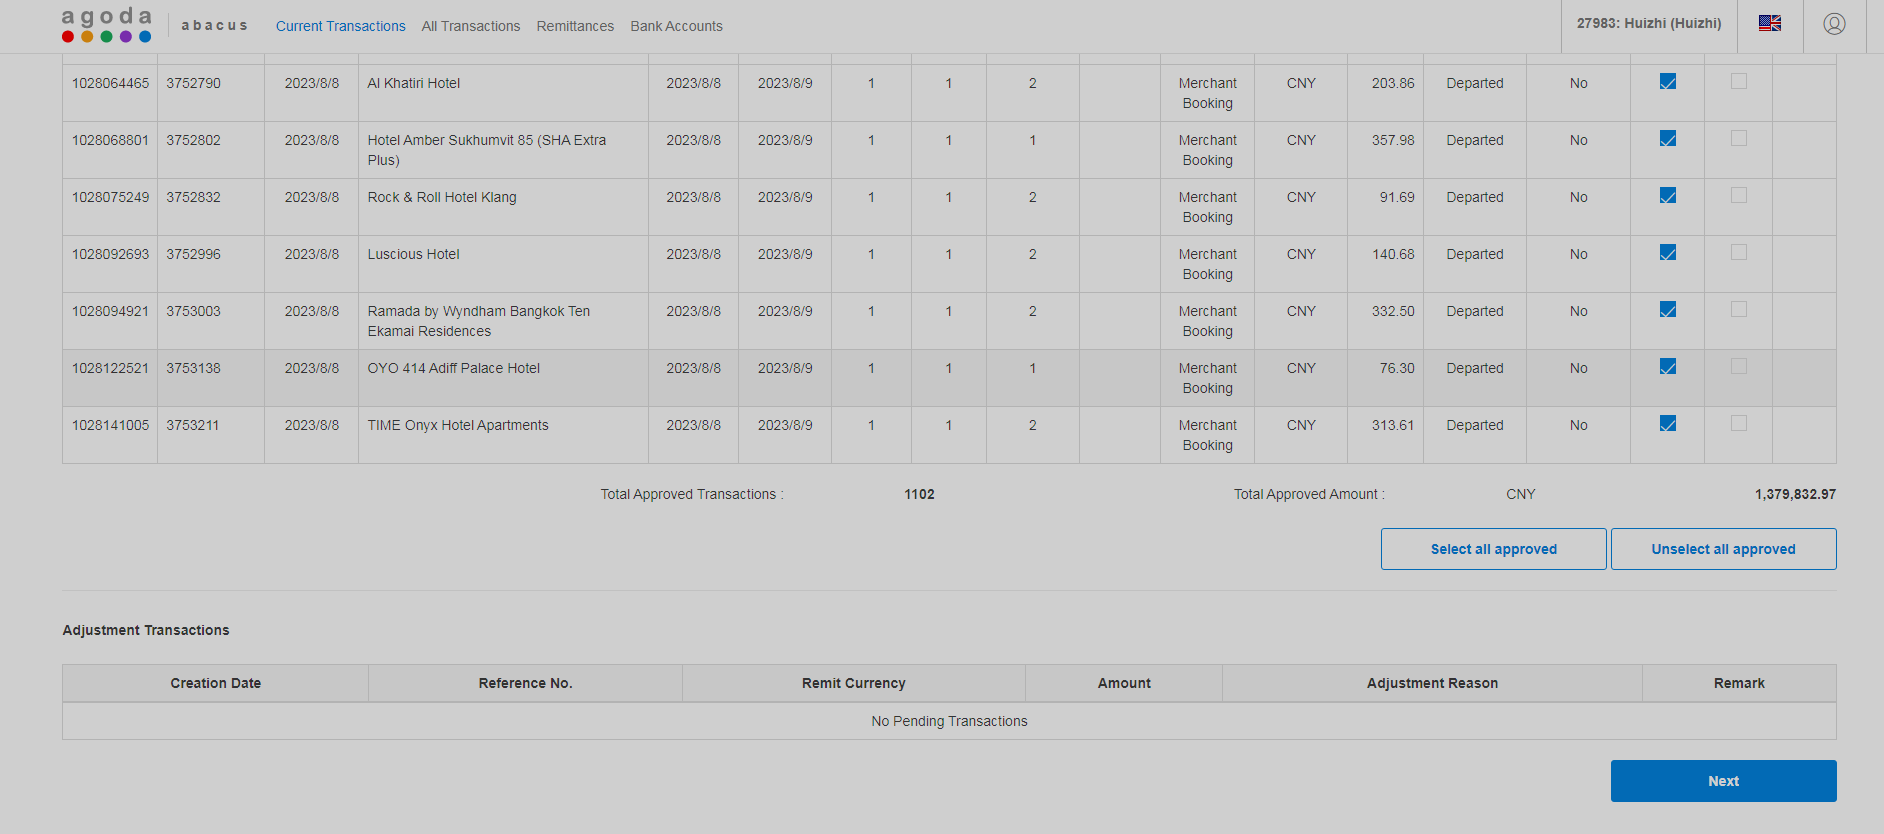 agoda abacus Current Transactions All Transactions Remittances Bank Accounts 27983: Huizhi (Huizhi)
1028064465 3752790 2023/8/8 Al Khatiri Hotel 2023/8/8 2023/8/9 1 1 2 Merchant Booking CNY 203.86 Departed No
1028068801 3752802 2023/8/8 Hotel Amber Sukhumvit 85 (SHA Extra Plus) 2023/8/8 2023/8/9 1 1 1 Merchant Booking CNY 357.98 Departed No
1028075249 3752832 2023/8/8 Rock & Roll Hotel Klang 2023/8/8 2023/8/9 1 1 2 Merchant Booking CNY 91.69 Departed No
1028092693 3752996 2023/8/8 Luscious Hotel 2023/8/8 2023/8/9 1 1 2 Merchant Booking CNY 140.68 Departed No
1028094921 3753003 2023/8/8 Ramada by Wyndham Bangkok Ten Ekamai Residences 2023/8/8 2023/8/9 1 1 2 Merchant Booking CNY 332.50 Departed No
1028122521 3753138 2023/8/8 OYO 414 Adiff Palace Hotel 2023/8/8 2023/8/9 1 1 1 Merchant Booking CNY 76.30 Departed No
1028141005 3753211 2023/8/8 TIME Onyx Hotel Apartments 2023/8/8 2023/8/9 1 1 2 Merchant Booking CNY 313.61 Departed No
Total Approved Transactions : 1102 Total Approved Amount : CNY 1,379,832.97
Select all approved Unselect all approved
Adjustment Transactions
Creation Date Reference No. Remit Currency Amount Adjustment Reason Remark
No Pending Transactions
Next